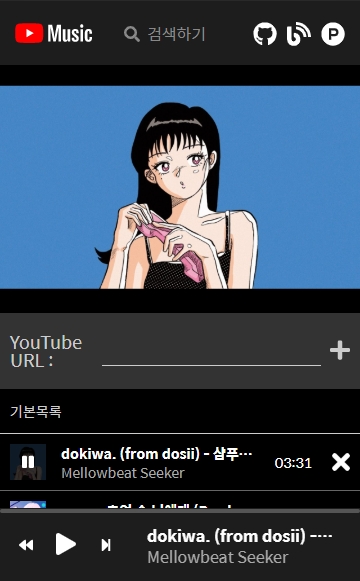 Music
검색하기
YouTube
URL :
기본목록
dokiwa. (from dosii) - 샴푸…
Mellowbeat Seeker
03:31
dokiwa. (from dosii) –…
Mellowbeat Seeker